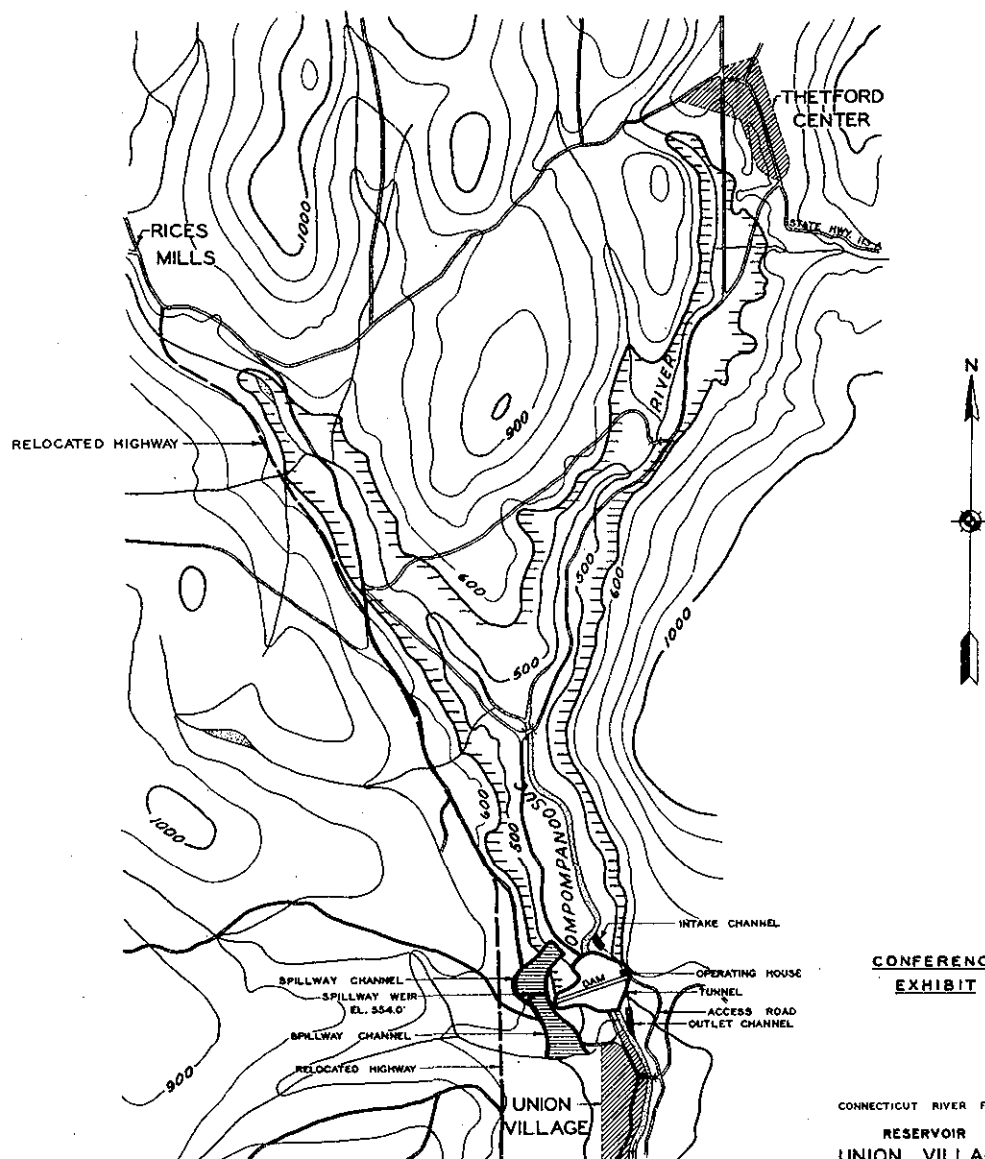 THETFORD
CENTER
STATE HWY.
1000
RICES
MILLS
RIVER
N
900
RELOCATED HIGHWAY
500
600
600
1000
500
1000
600
500
OMPOMPANOOSUC
INTAKE CHANNEL
SPILLWAY CHANNEL
DAM
OPERATING HOUSE
SPILLWAY WEIR
EL. 554.0'
TUNNEL
ACCESS ROAD
OUTLET CHANNEL
SPILLWAY CHANNEL
RELOCATED HIGHWAY
900
UNION
VILLAGE
CONFERENC
EXHIBIT
CONNECTICUT RIVER F
RESERVOIR
UNION VILLA